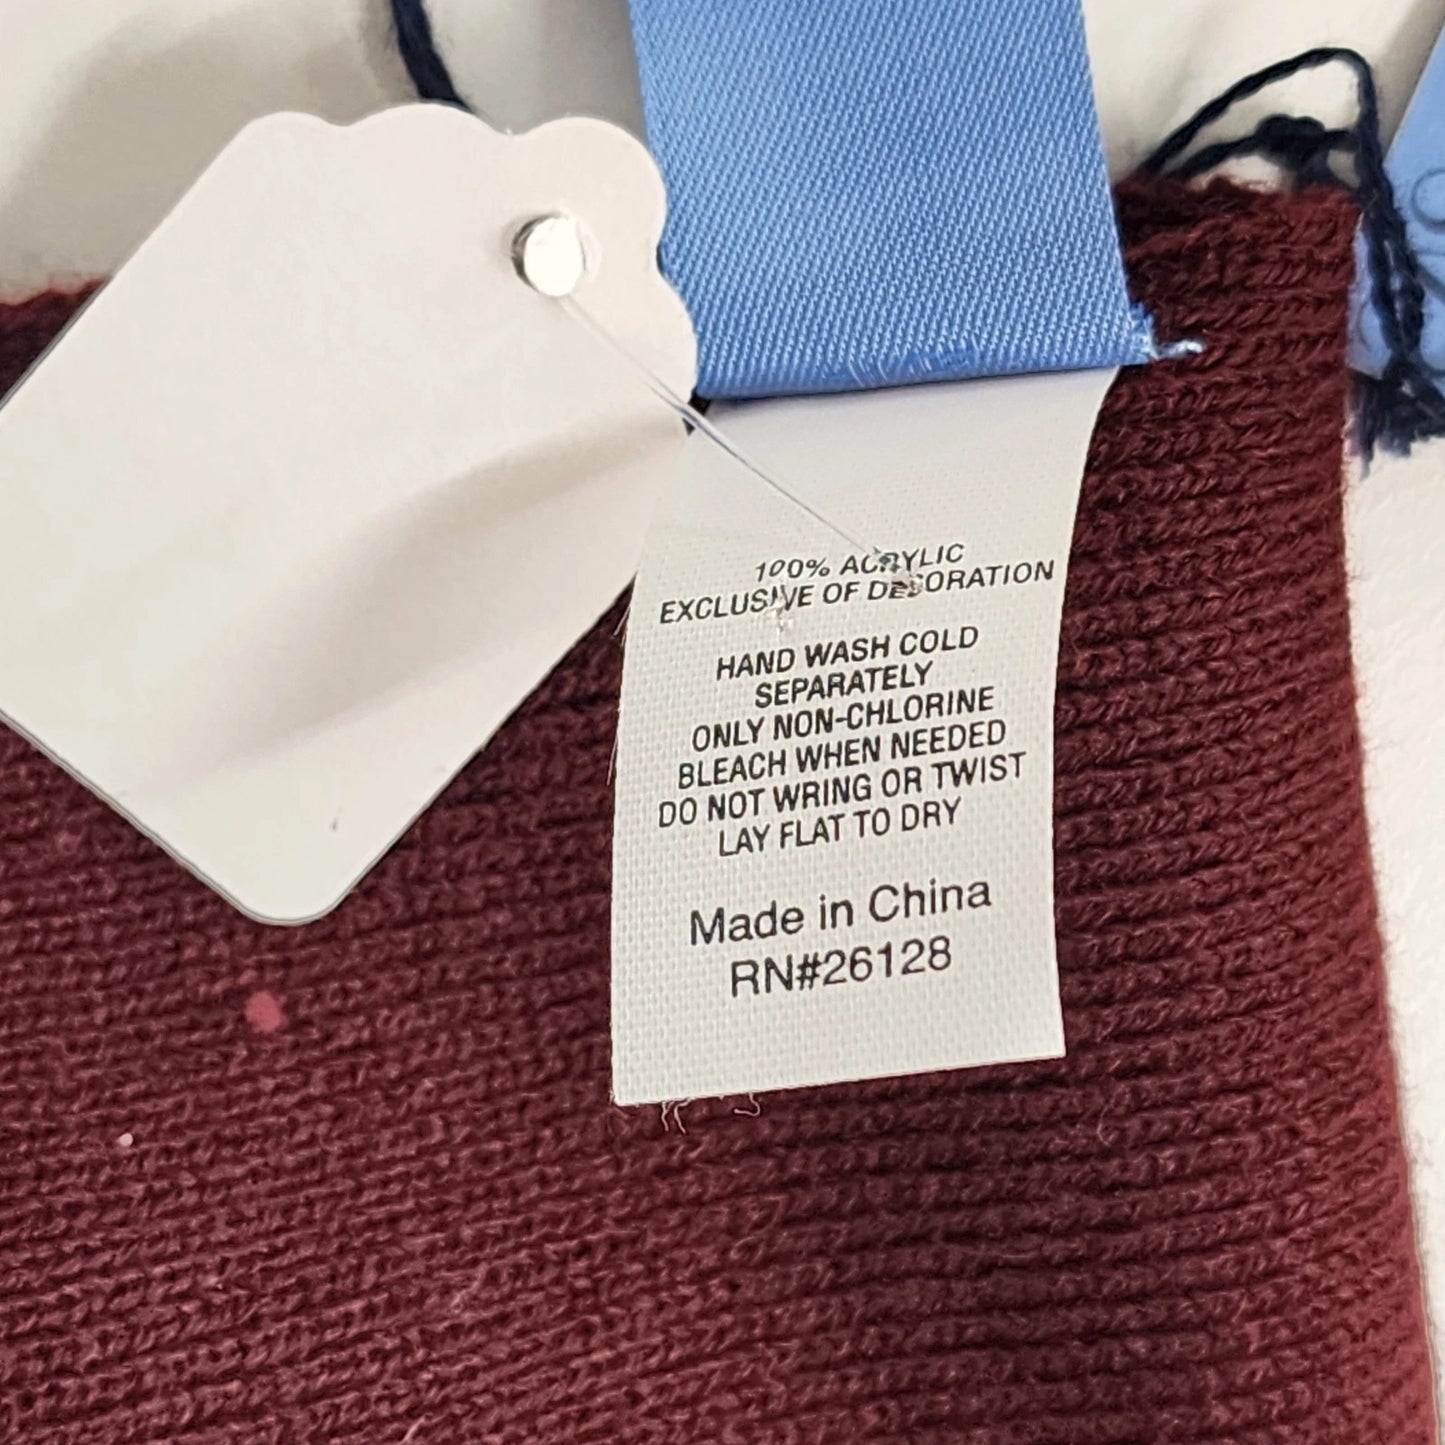 100% ACRYLIC
EXCLUSIVE OF DECORATION
HAND WASH COLD
SEPARATELY
ONLY NON-CHLORINE
BLEACH WHEN NEEDED
DO NOT WRING OR TWIST
LAY FLAT TO DRY
Made in China
RN#26128